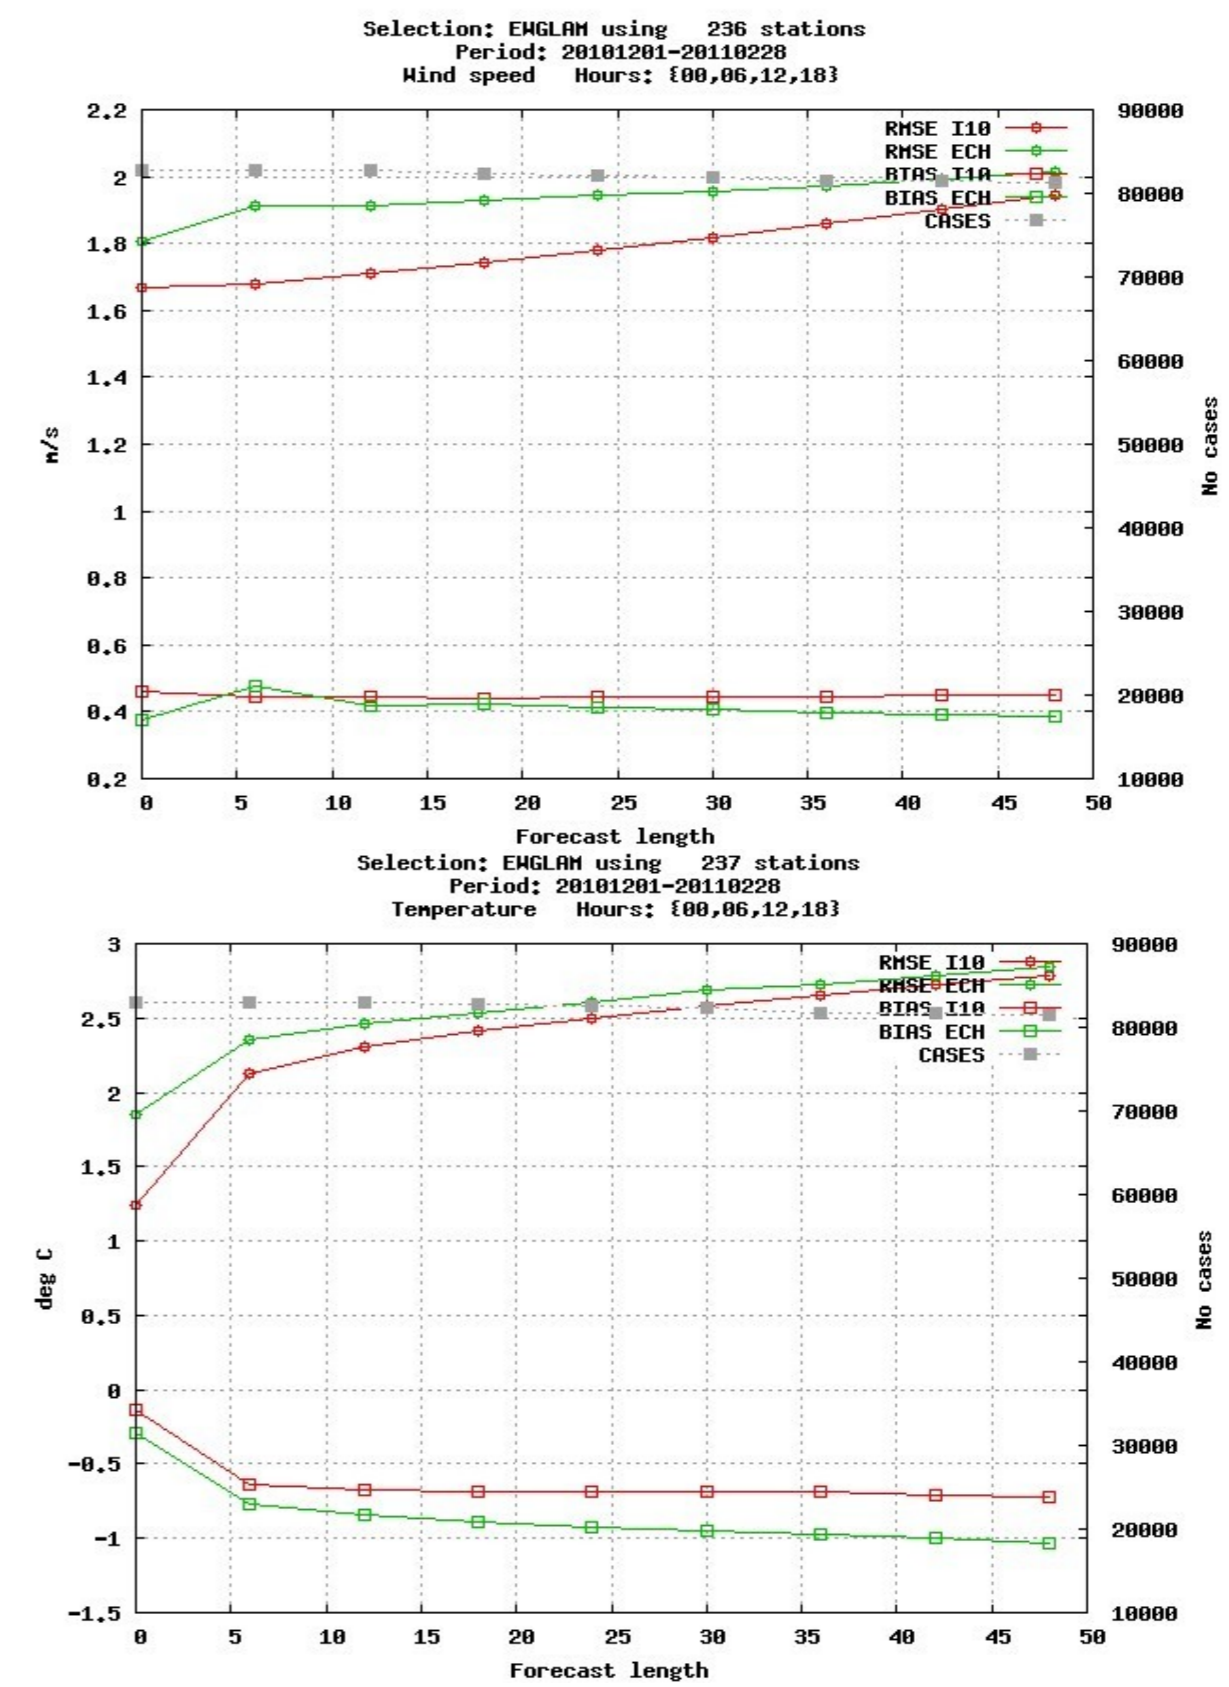 Selection: EWGLAM using 236 stations
Period: 20101201-20110228
Wind speed Hours: {00,06,12,18}
2.2
2
1.8
1.6
1.4
1.2
1
0.8
0.6
0.4
0.2
m/s
RMSE I10
RMSE ECH
BIAS I10
BIAS ECH
CASES
90000
80000
70000
60000
50000
40000
30000
20000
10000
No cases
0 5 10 15 20 25 30 35 40 45 50
Forecast length
Selection: EWGLAM using 237 stations
Period: 20101201-20110228
Temperature Hours: {00,06,12,18}
3
2.5
2
1.5
1
0.5
0
-0.5
-1
-1.5
deg C
RMSE I10
RMSE ECH
BIAS I10
BIAS ECH
CASES
90000
80000
70000
60000
50000
40000
30000
20000
10000
No cases
0 5 10 15 20 25 30 35 40 45 50
Forecast length